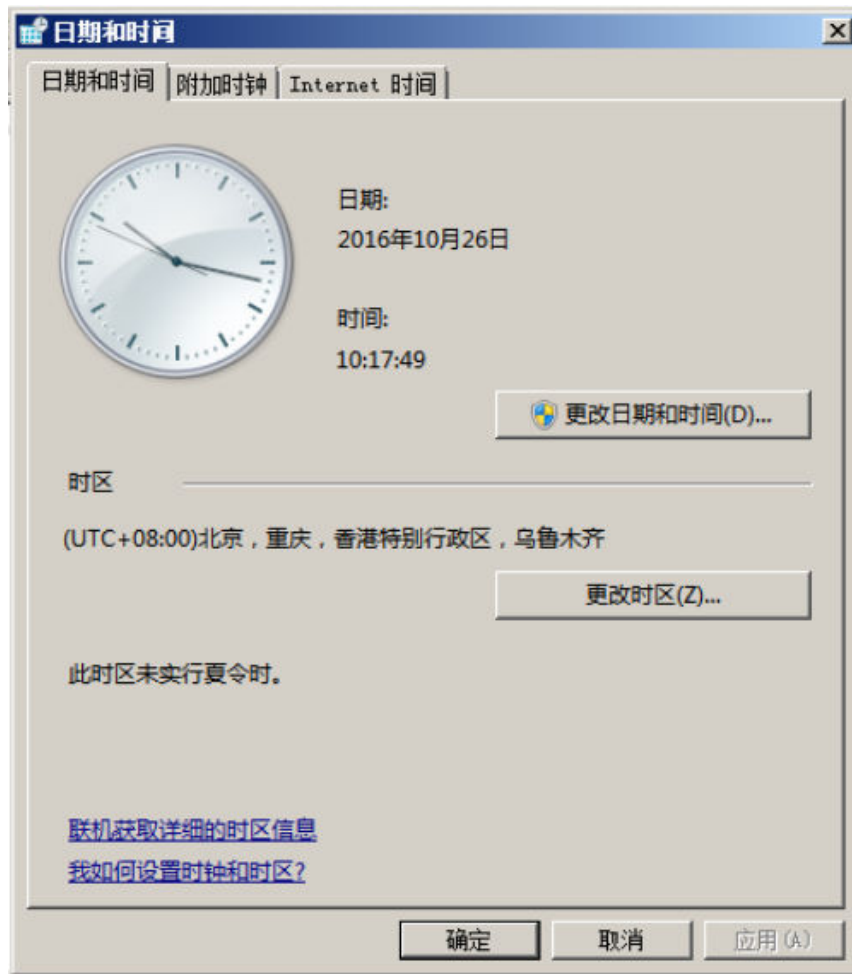 日期和时间
日期和时间 附加时钟 Internet 时间
日期:
2016年10月26日
时间:
10:17:49
更改日期和时间(D)...
时区
(UTC+08:00)北京，重庆，香港特别行政区，乌鲁木齐
更改时区(Z)...
此时区未实行夏令时。
联机获取详细的时区信息
我如何设置时钟和时区?
确定 取消 应用(A)